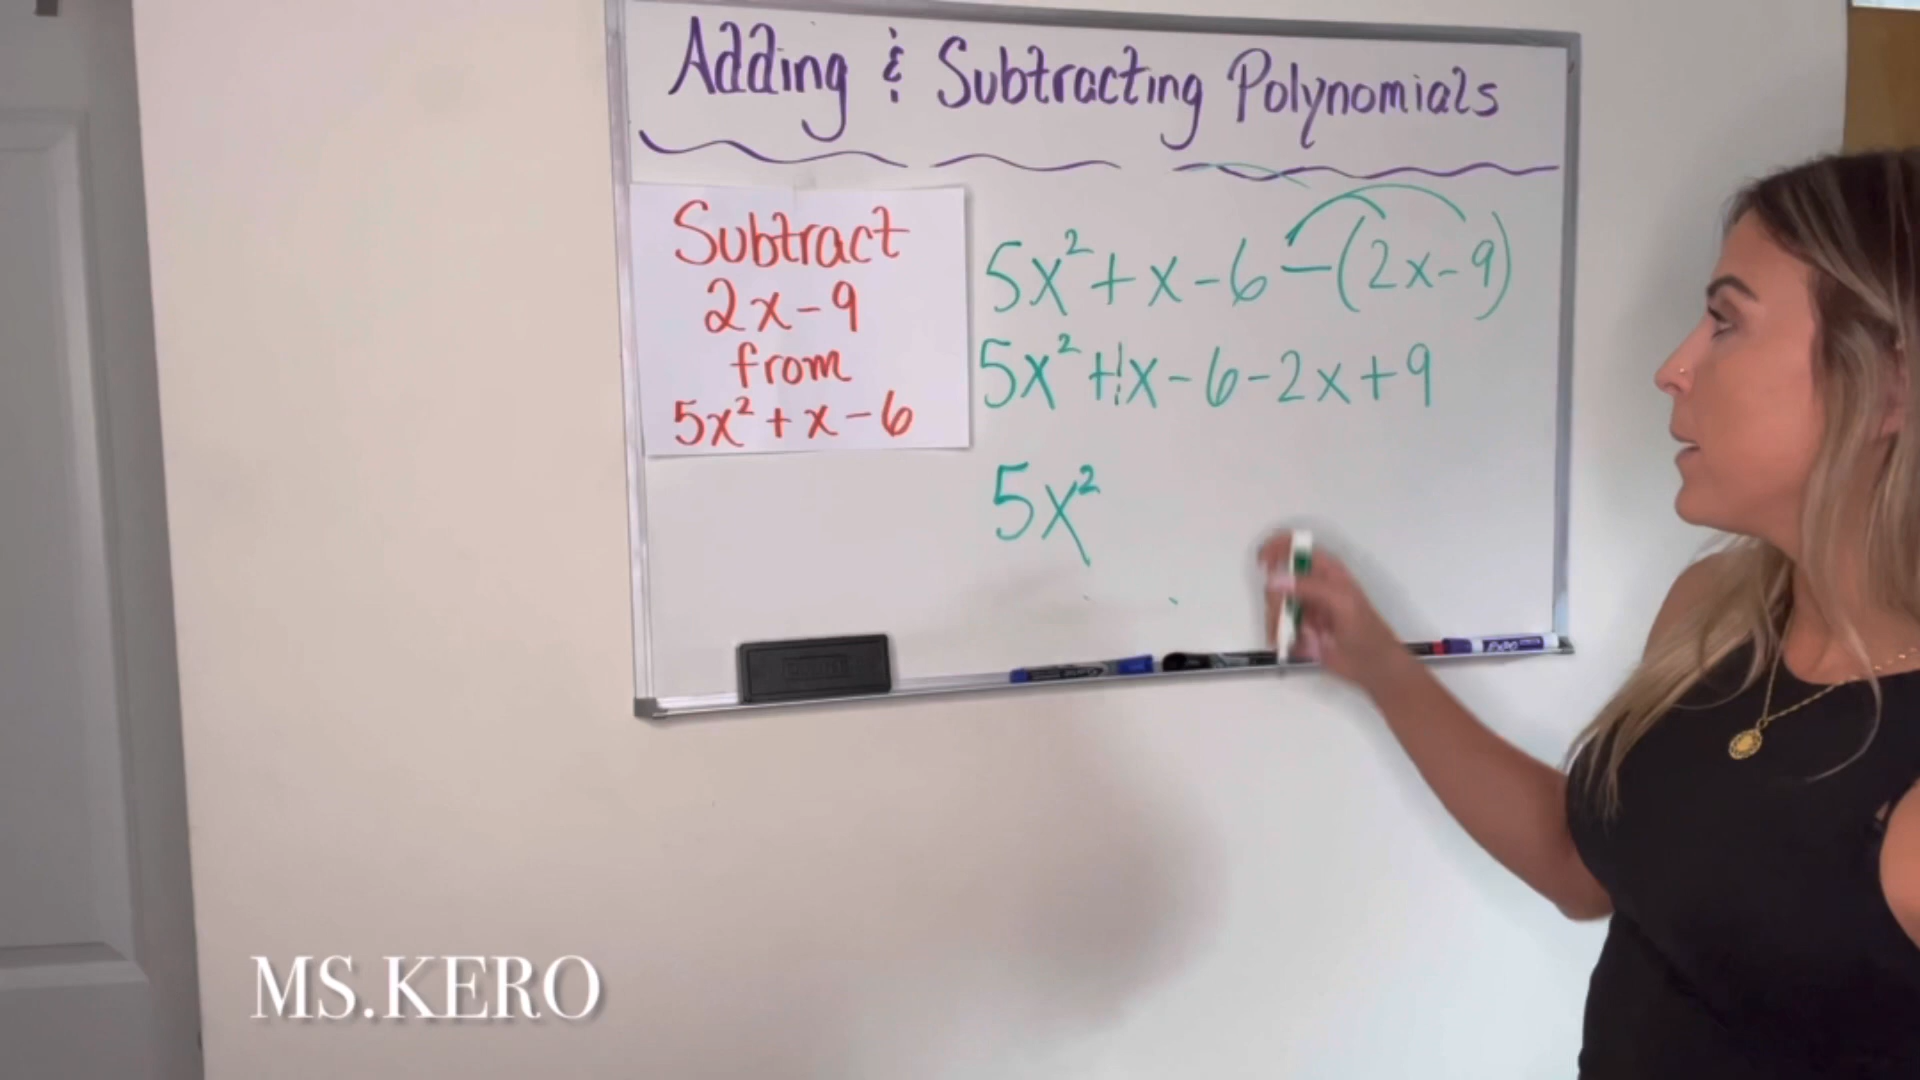 Adding & Subtracting Polynomials
Subtract
2x-9
from
5x²+x-6
5x²+x-6-(2x-9)
5x²+1x-6-2x+9
5x²
MS.KERO